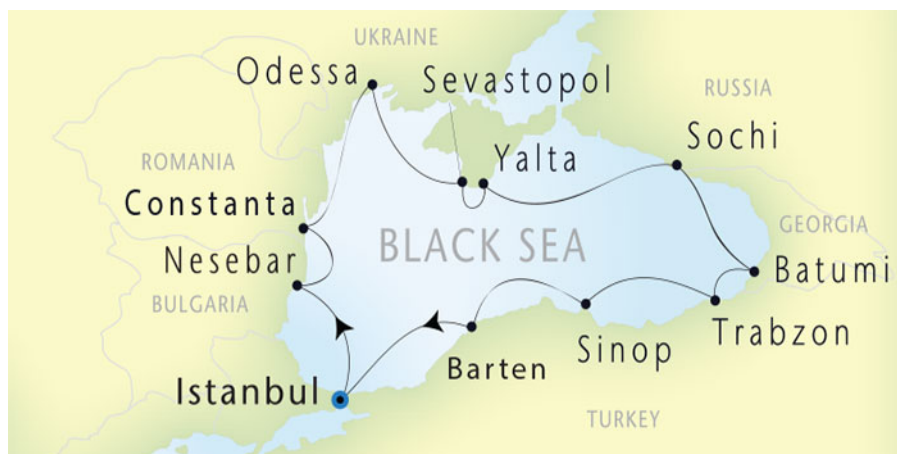 UKRAINE
Odessa
Sevastopol
RUSSIA
Sochi
ROMANIA
Yalta
Constanta
GEORGIA
BLACK SEA
Nesebar
Batumi
BULGARIA
Trabzon
Sinop
Barten
Istanbul
TURKEY